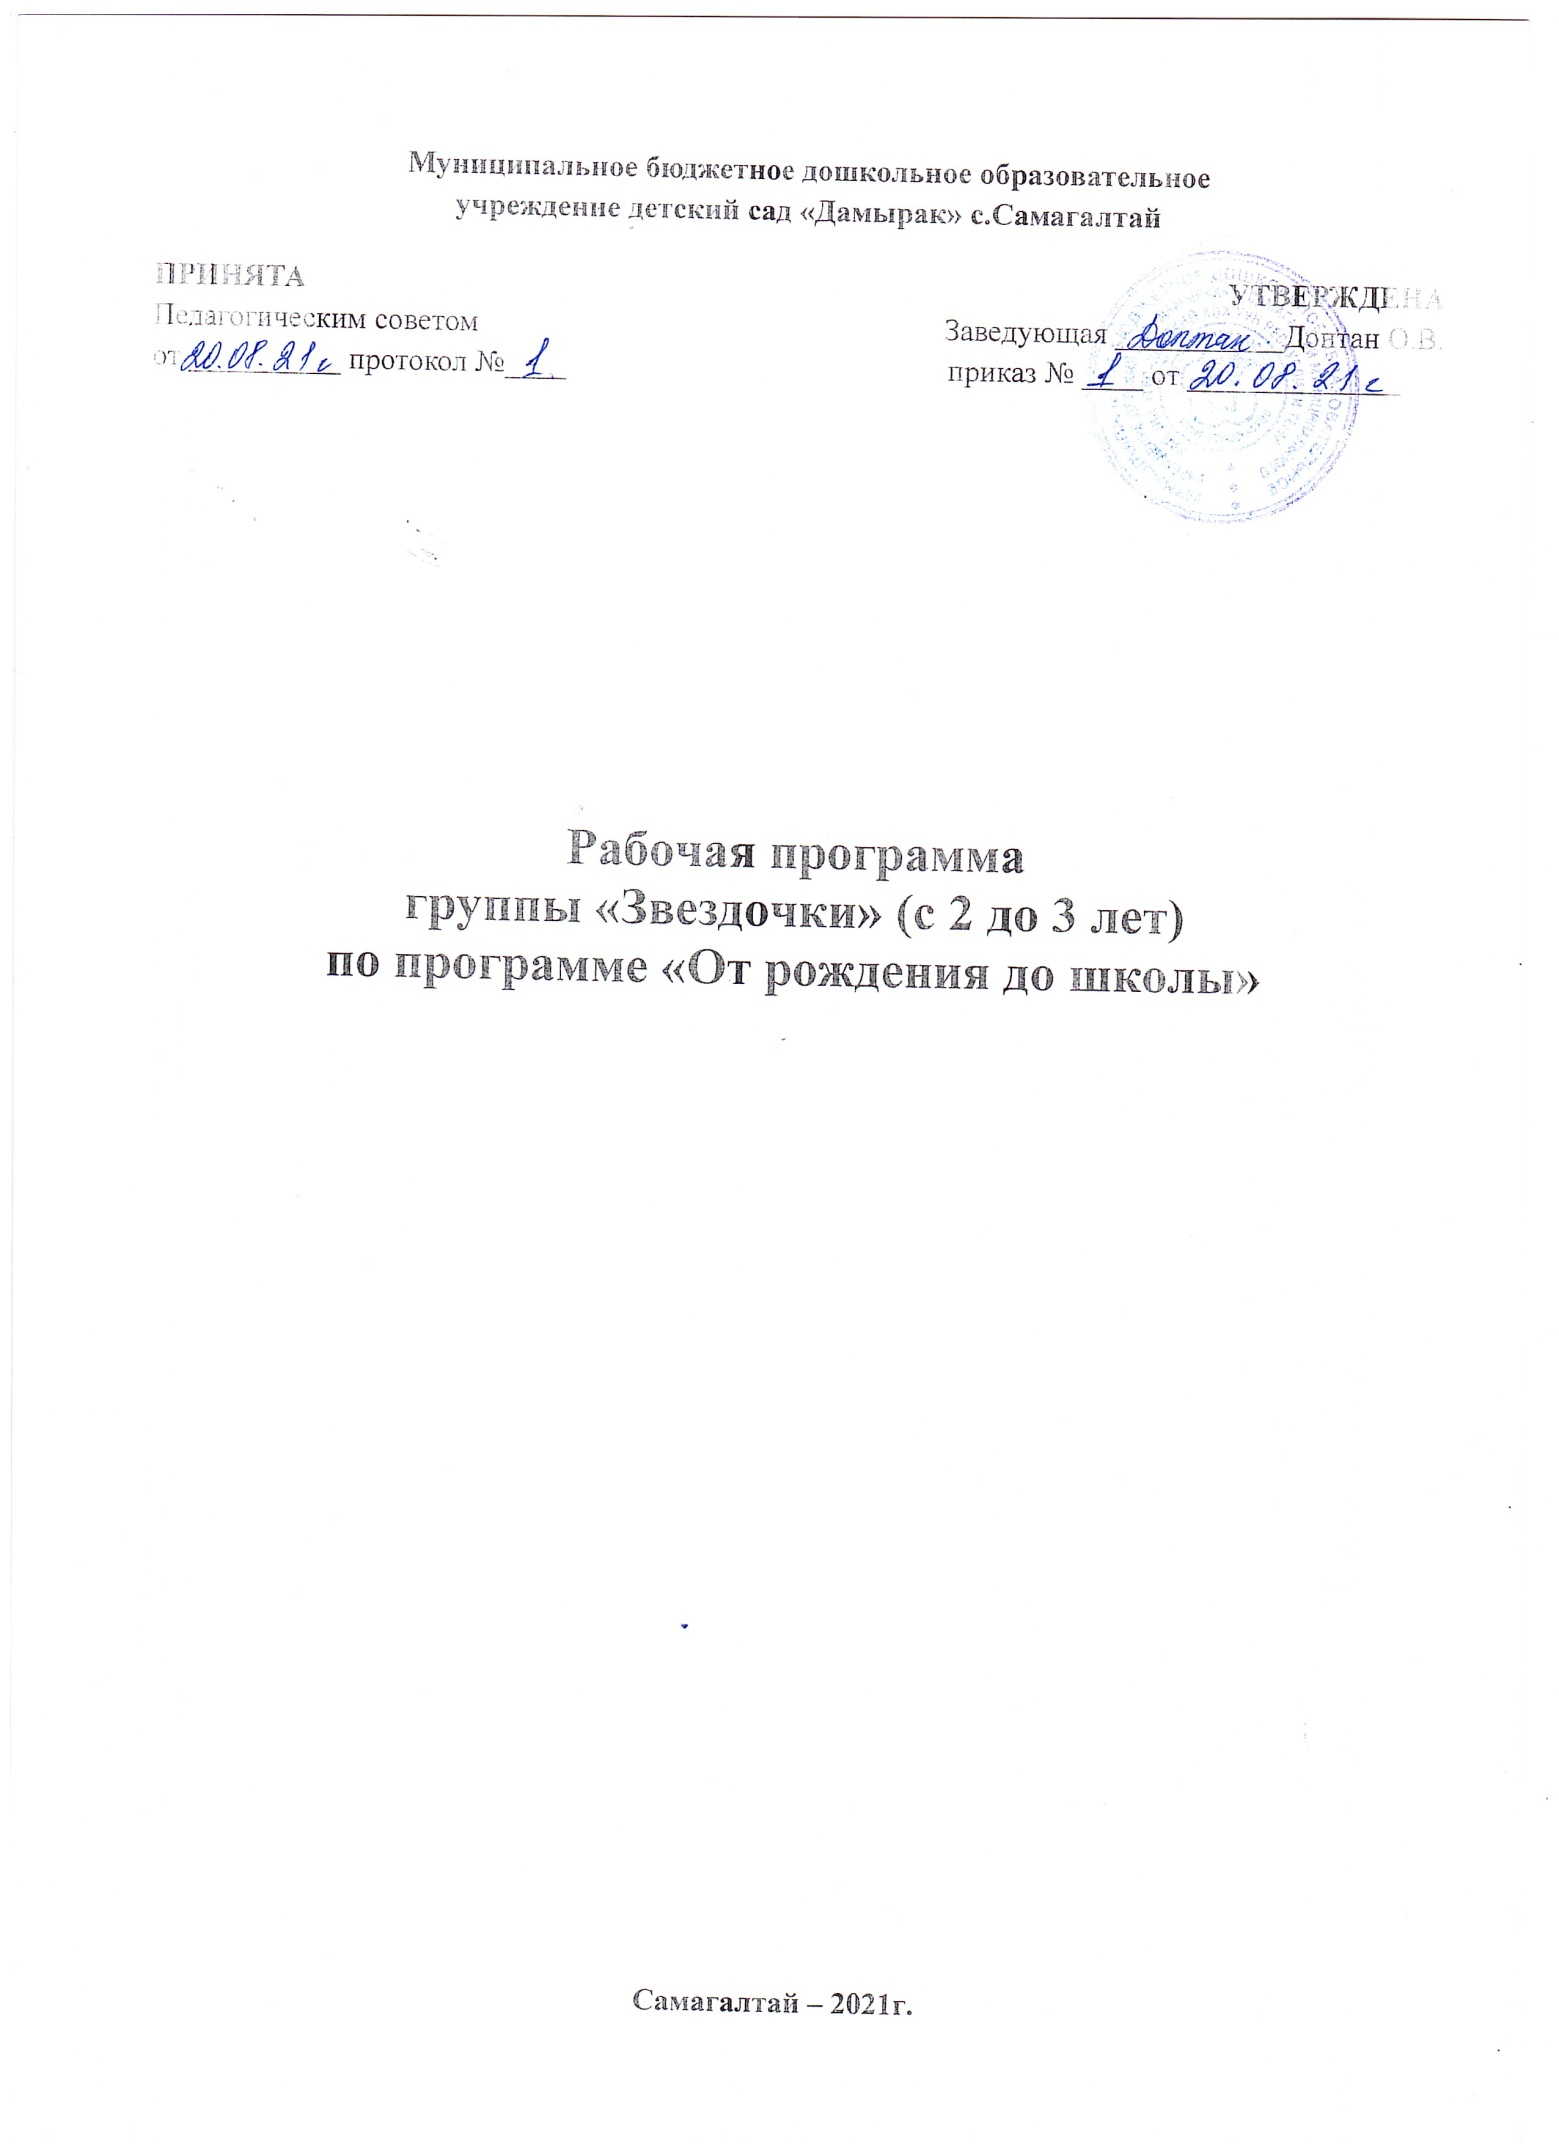 Муниципальное бюджетное дошкольное образовательное
учреждение детский сад «Дамырак» с.Самагалтай
ПРИНЯТА
УТВЕРЖДЕНА
Педагогическим советом
Заведующая Доптан Доптан О.В.
от 20.08.21г протокол № 1
приказ № 1 от 20.08.21г
Рабочая программа
группы «Звездочки» (с 2 до 3 лет)
по программе «От рождения до школы»
Самагалтай – 2021г.